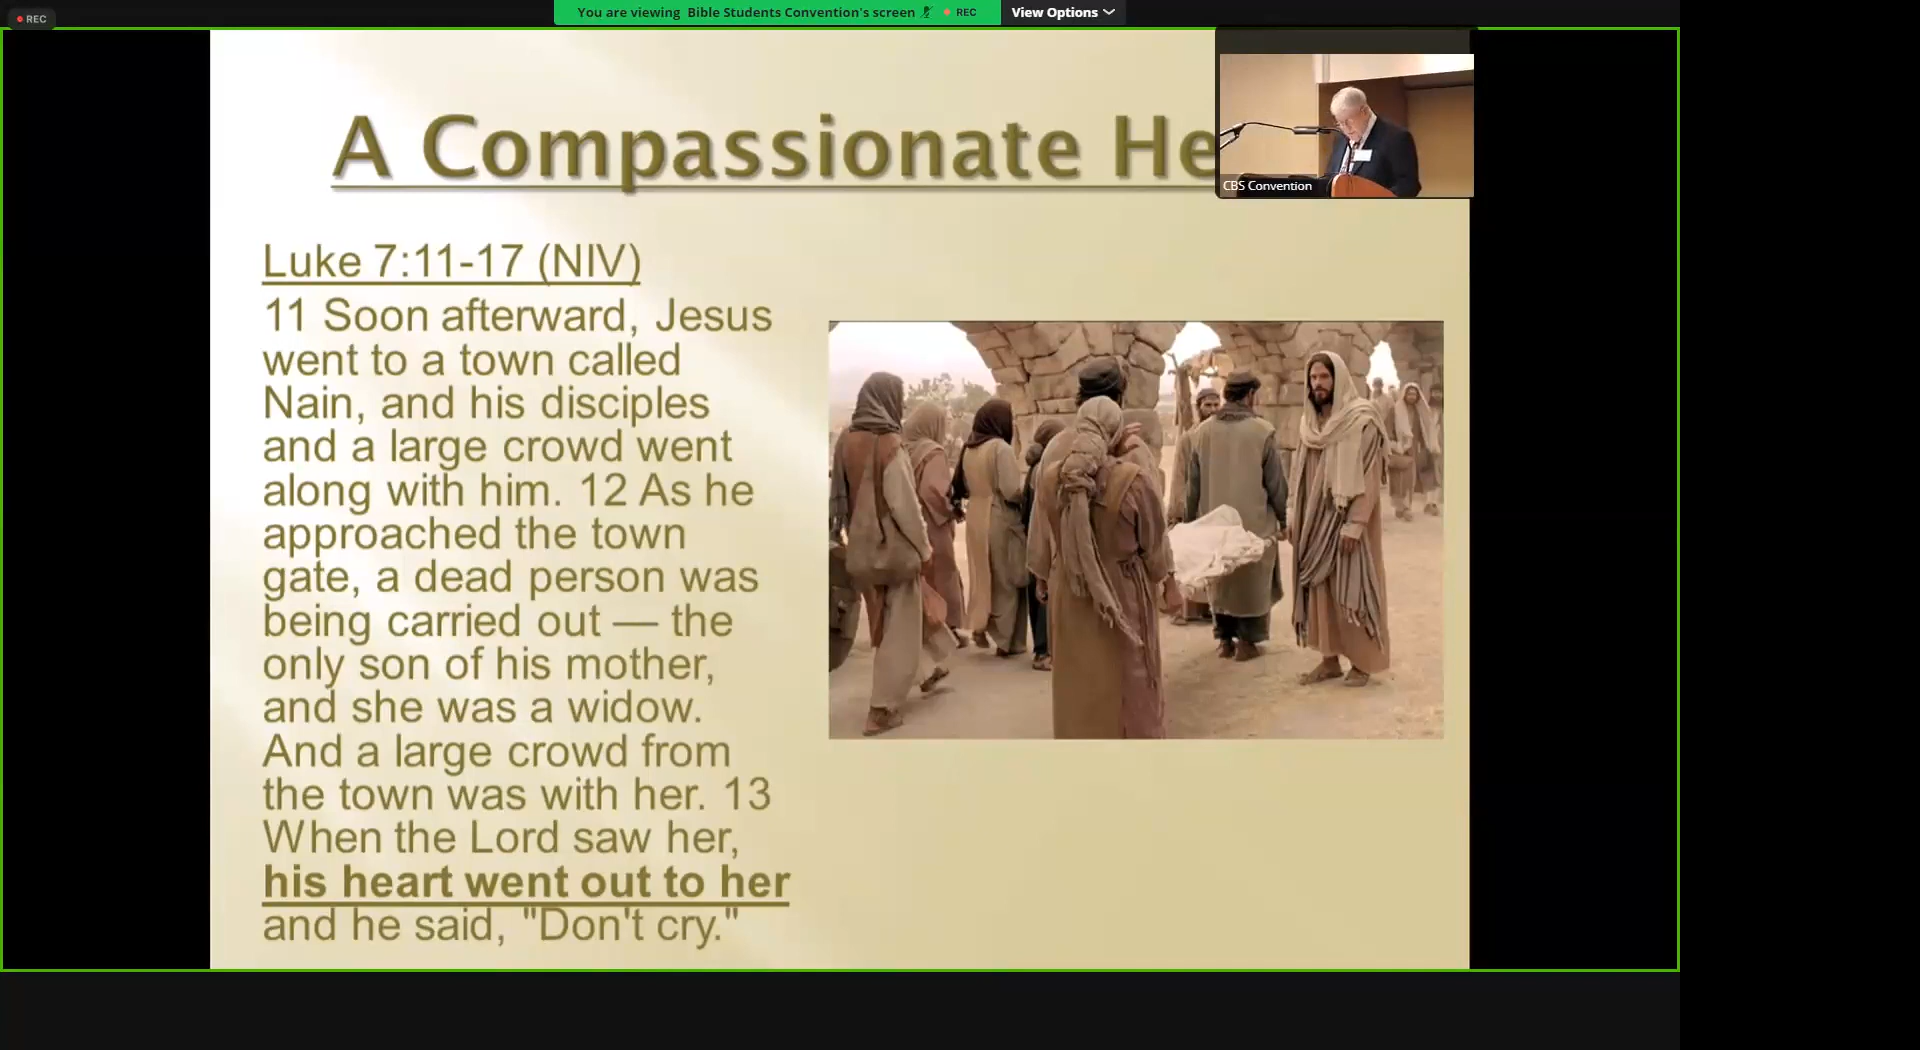 REC
You are viewing Bible Students Convention's screen
REC
View Options
A Compassionate He
CBS Convention
Luke 7:11-17 (NIV)
11 Soon afterward, Jesus
went to a town called
Nain, and his disciples
and a large crowd went
along with him. 12 As he
approached the town
gate, a dead person was
being carried out — the
only son of his mother,
and she was a widow.
And a large crowd from
the town was with her. 13
When the Lord saw her,
his heart went out to her
and he said, "Don't cry."